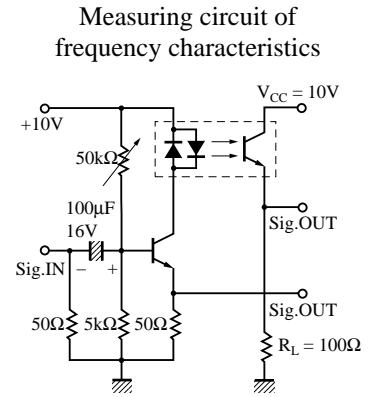 Measuring circuit of
frequency characteristics
V_CC = 10V
+10V
50kΩ
100μF
16V
Sig.OUT
Sig.IN
− +
Sig.OUT
50Ω
5kΩ
50Ω
R_L = 100Ω